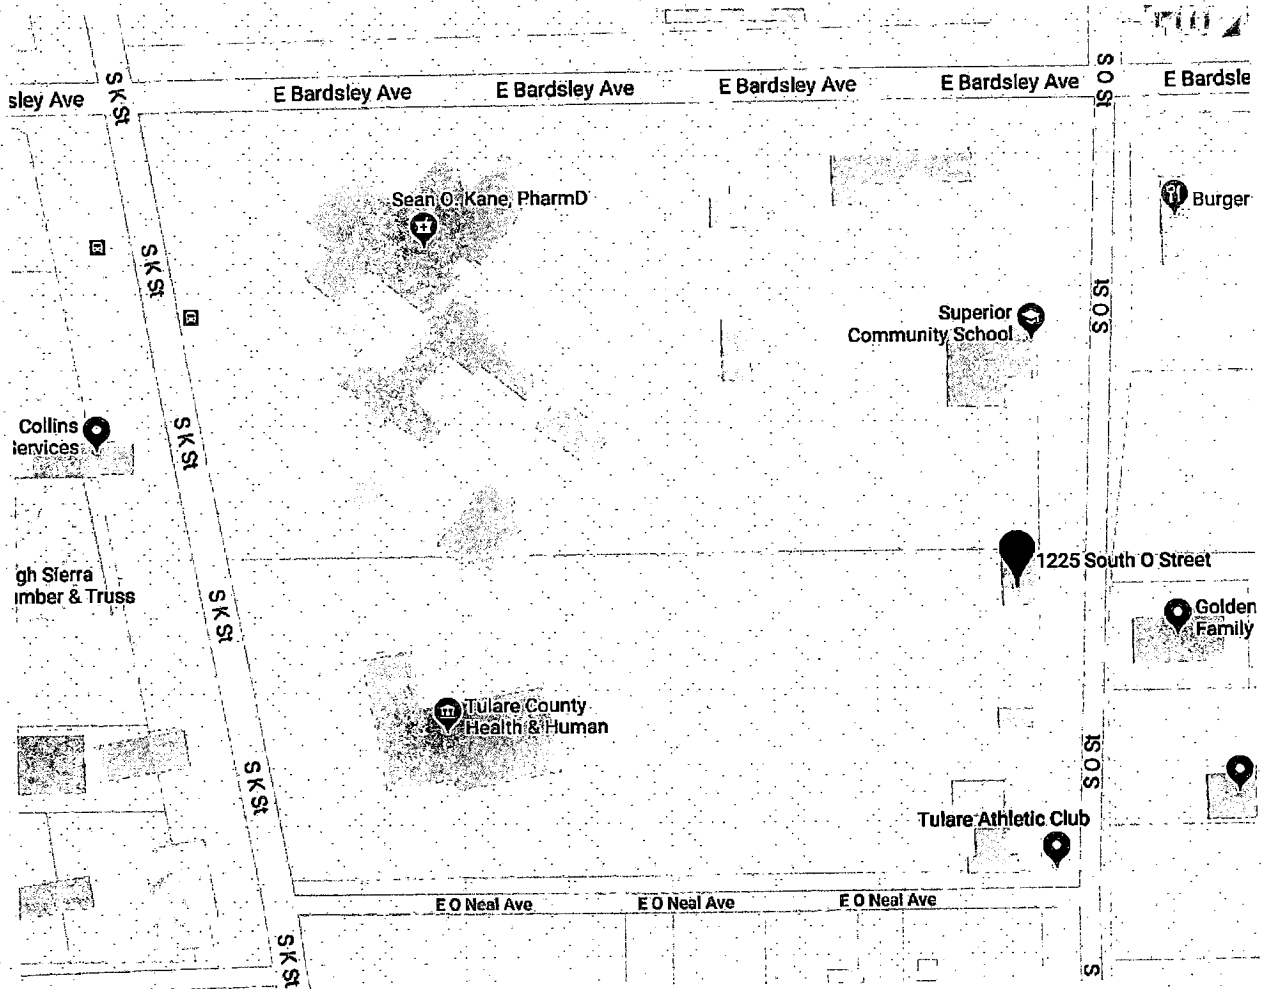 S O St
sley Ave
S K St
E Bardsley Ave
E Bardsley Ave
E Bardsley Ave
E Bardsley Ave
E Bardsle
Sean O. Kane, PharmD
Burger
S K St
S O St
Superior
Community School
Collins
Services
S K St
1225 South O Street
gh Sierra
mber & Truss
S K St
Golden
Family
Tulare County
Health & Human
S K St
S O St
Tulare Athletic Club
E O Neal Ave
E O Neal Ave
E O Neal Ave
S K St
S